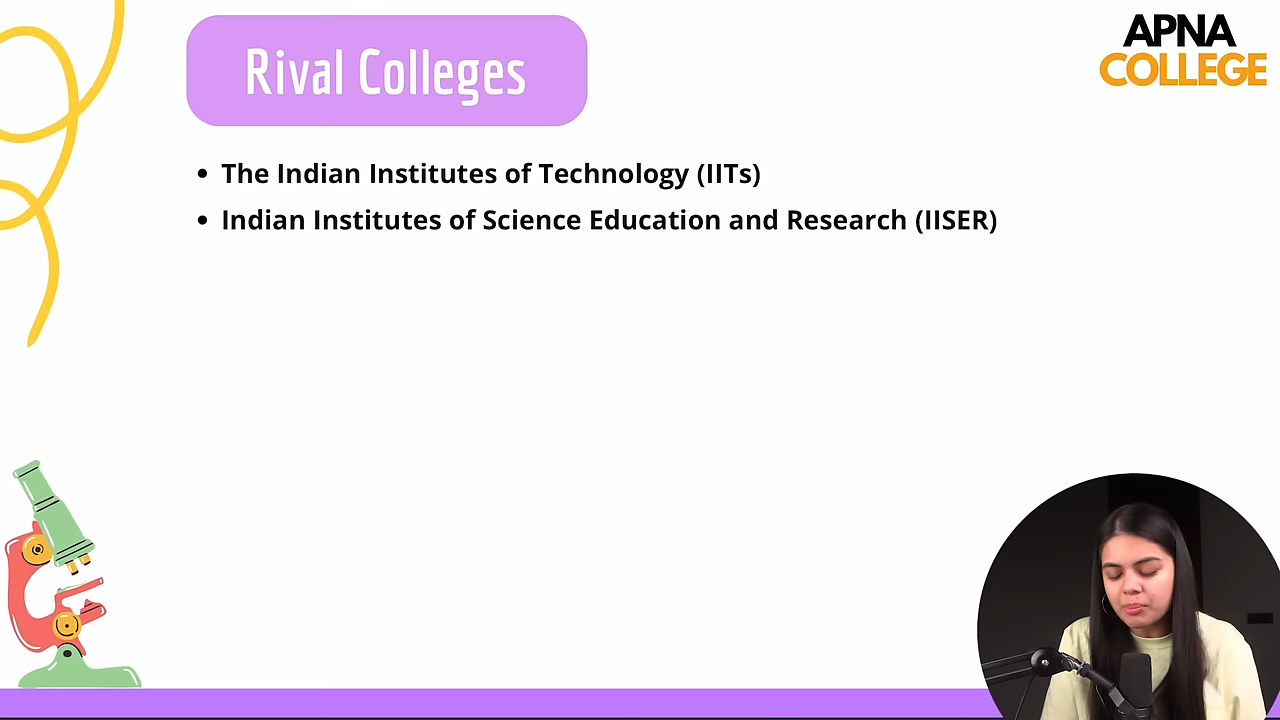 Rival Colleges
APNA
COLLEGE
• The Indian Institutes of Technology (IITs)
• Indian Institutes of Science Education and Research (IISER)